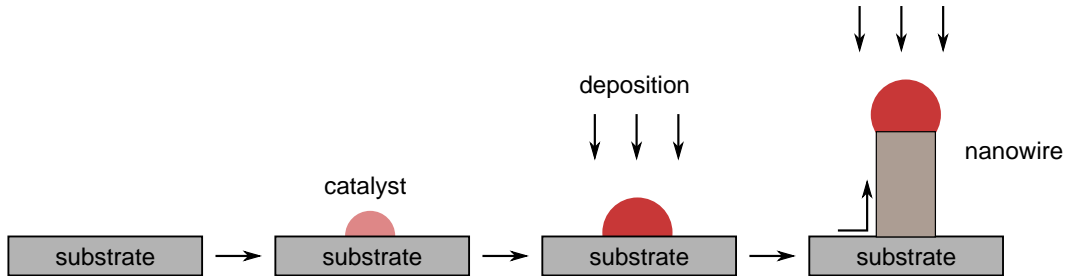 deposition
catalyst
nanowire
substrate
substrate
substrate
substrate